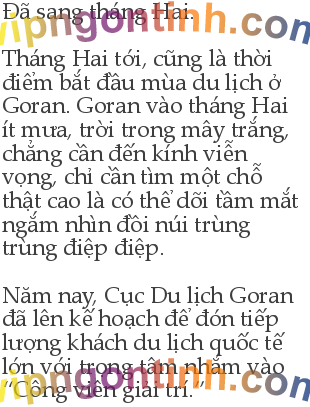 Đã sang tháng Hai.
vipngontinh.com
Tháng Hai tới, cũng là thời
điểm bắt đầu mùa du lịch ở
Goran. Goran vào tháng Hai
ít mưa, trời trong mây trắng,
chẳng cần đến kính viễn
vọng, chỉ cần tìm một chỗ
thật cao là có thể dõi tầm mắt
ngắm nhìn đồi núi trùng
trùng điệp điệp.
Năm nay, Cục Du lịch Goran
đã lên kế hoạch để đón tiếp
lượng khách du lịch quốc tế
lớn với trọng tâm nhắm vào
“Công viên giải trí.”
vipngontinh.com